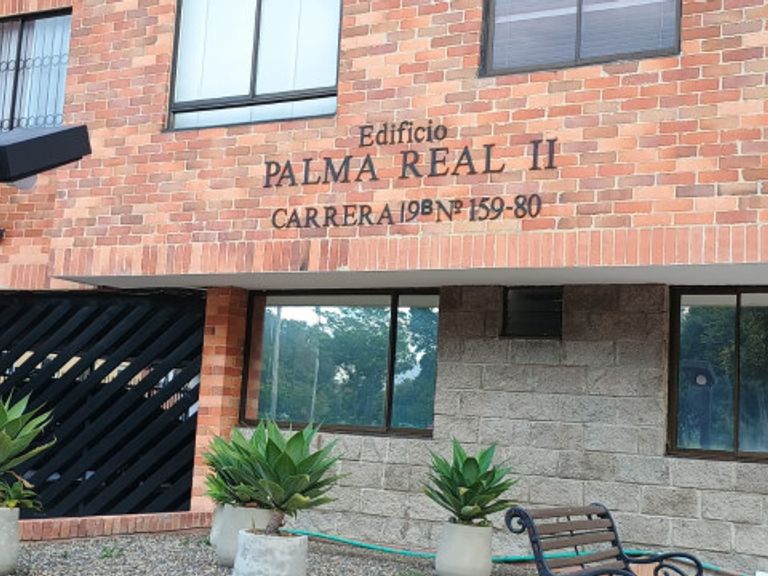 Edificio
PALMA REAL II
CARRERA 19B Nº 159-80